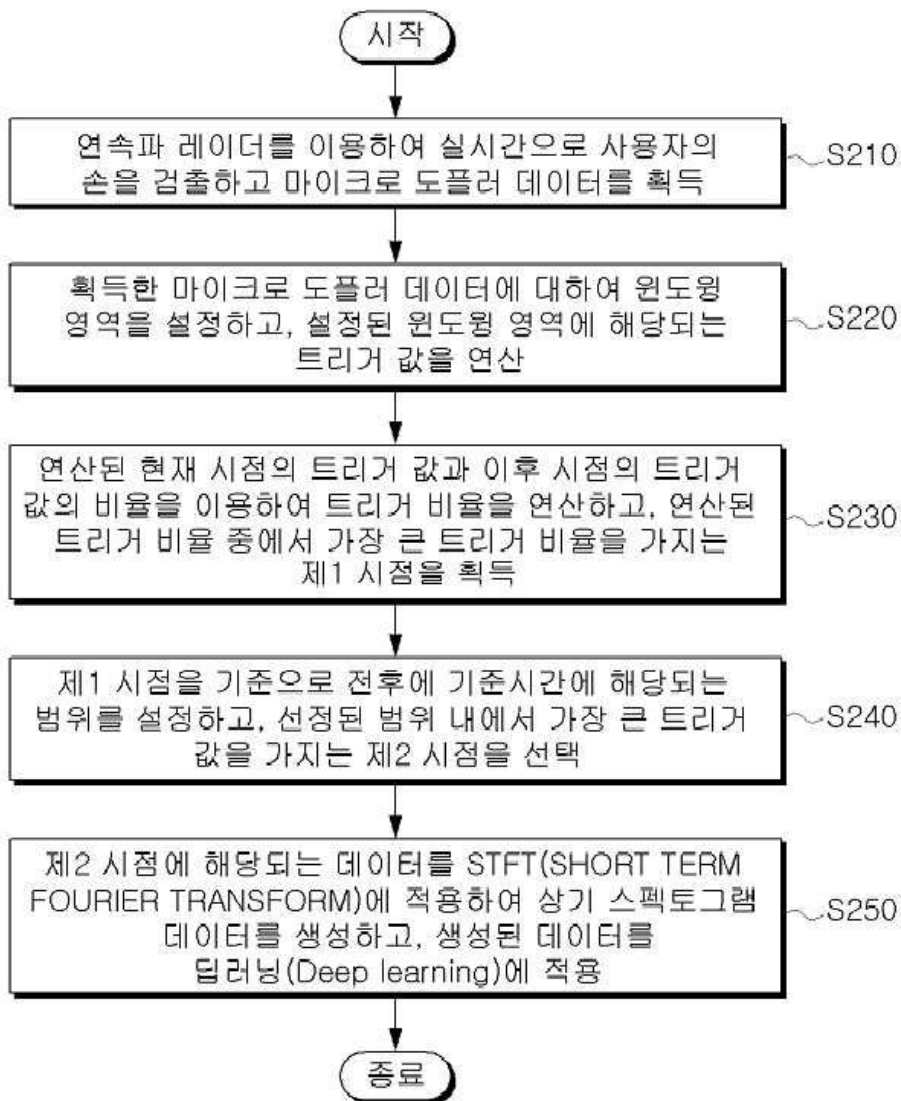 시작
연속파 레이더를 이용하여 실시간으로 사용자의
손을 검출하고 마이크로 도플러 데이터를 획득
S210
획득한 마이크로 도플러 데이터에 대하여 윈도윙
영역을 설정하고, 설정된 윈도윙 영역에 해당되는
트리거 값을 연산
S220
연산된 현재 시점의 트리거 값과 이후 시점의 트리거
값의 비율을 이용하여 트리거 비율을 연산하고, 연산된
트리거 비율 중에서 가장 큰 트리거 비율을 가지는
제1 시점을 획득
S230
제1 시점을 기준으로 전후에 기준시간에 해당되는
범위를 설정하고, 선정된 범위 내에서 가장 큰 트리거
값을 가지는 제2 시점을 선택
S240
제2 시점에 해당되는 데이터를 STFT(SHORT TERM
FOURIER TRANSFORM)에 적용하여 상기 스펙토그램
데이터를 생성하고, 생성된 데이터를
딥러닝(Deep learning)에 적용
S250
종료